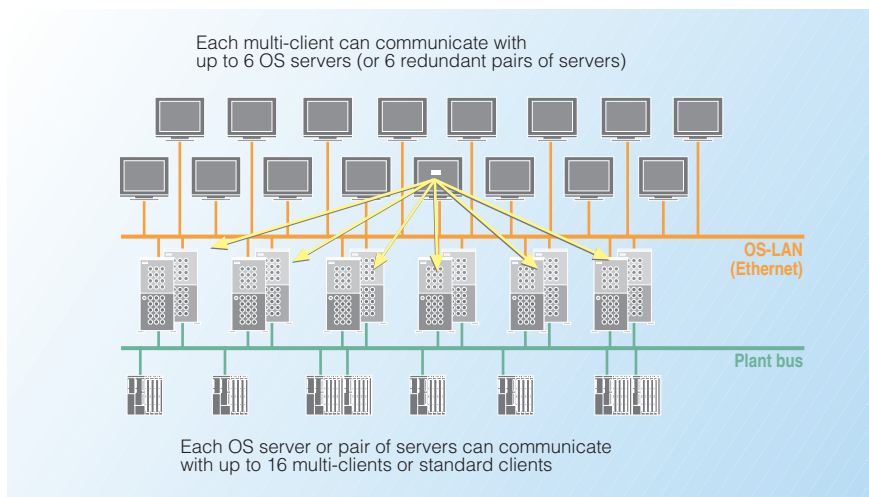 Each multi-client can communicate with
up to 6 OS servers (or 6 redundant pairs of servers)
OS-LAN
(Ethernet)
Plant bus
Each OS server or pair of servers can communicate
with up to 16 multi-clients or standard clients